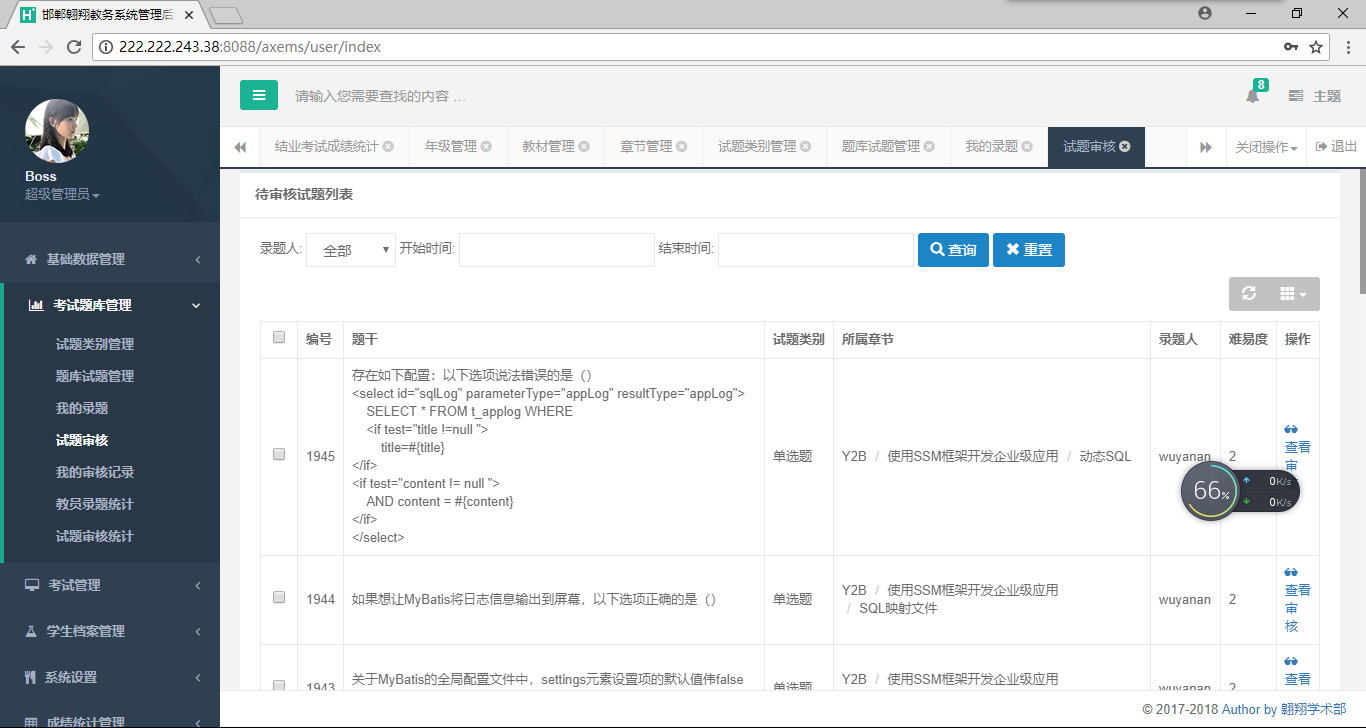 邯郸翱翔教务系统管理后
222.222.243.38:8088/axems/user/index
Boss
超级管理员
基础数据管理
考试题库管理
试题类别管理
题库试题管理
我的录题
试题审核
我的审核记录
教员录题统计
试题审核统计
考试管理
学生档案管理
系统设置
成绩统计管理
请输入您需要查找的内容 …
8
主题
结业考试成绩统计
年级管理
教材管理
章节管理
试题类别管理
题库试题管理
我的录题
试题审核
关闭操作
退出
待审核试题列表
录题人: 全部 开始时间: 结束时间: 查询 重置
编号 题干 试题类别 所属章节 录题人 难易度 操作
存在如下配置：以下选项说法错误的是（）
<select id="sqlLog" parameterType="appLog" resultType="appLog">
SELECT * FROM t_applog WHERE
<if test="title !=null ">
title=#{title}
</if>
<if test="content != null ">
AND content = #{content}
</if>
</select>
1945 单选题 Y2B / 使用SSM框架开发企业级应用 / 动态SQL wuyanan 2
查看
审
66%
0K/s
0K/s
1944 如果想让MyBatis将日志信息输出到屏幕，以下选项正确的是（） 单选题
Y2B / 使用SSM框架开发企业级应用
/ SQL映射文件
wuyanan 2
查看
审
核
1943 关于MyBatis的全局配置文件中，settings元素设置项的默认值伟false
单选题
Y2B / 使用SSM框架开发企业级应用
wuyanan 2
查看
© 2017-2018 Author by 翱翔学术部